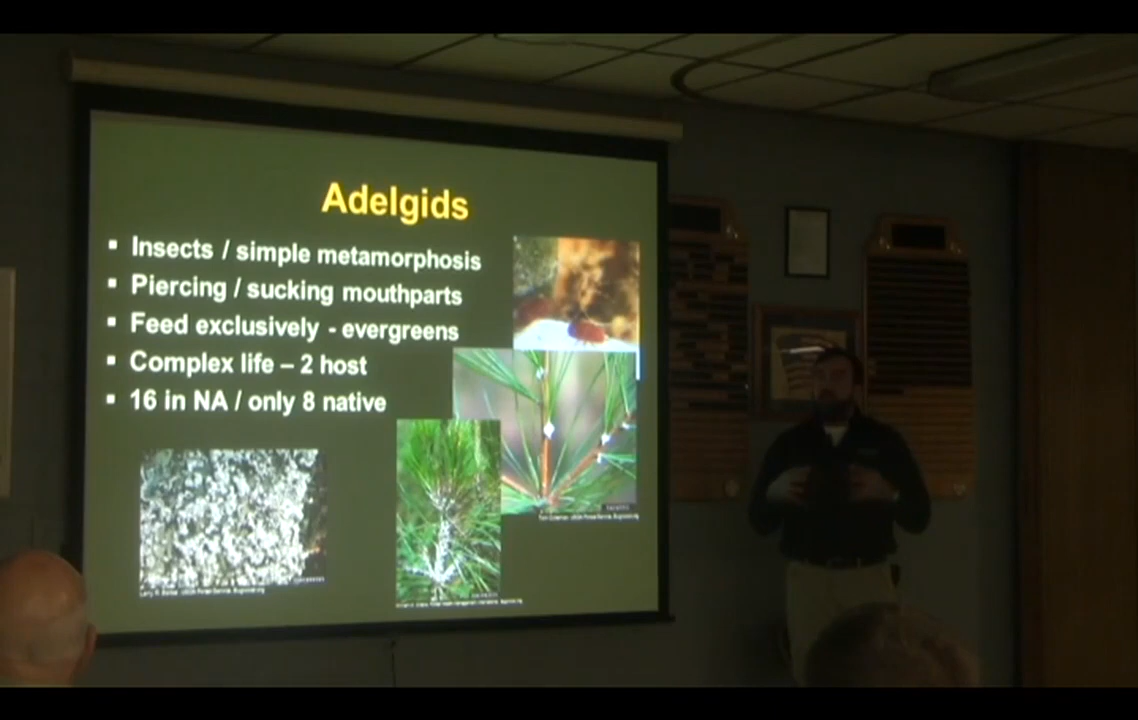 Adelgids
▪ Insects / simple metamorphosis
▪ Piercing / sucking mouthparts
▪ Feed exclusively - evergreens
▪ Complex life – 2 host
▪ 16 in NA / only 8 native